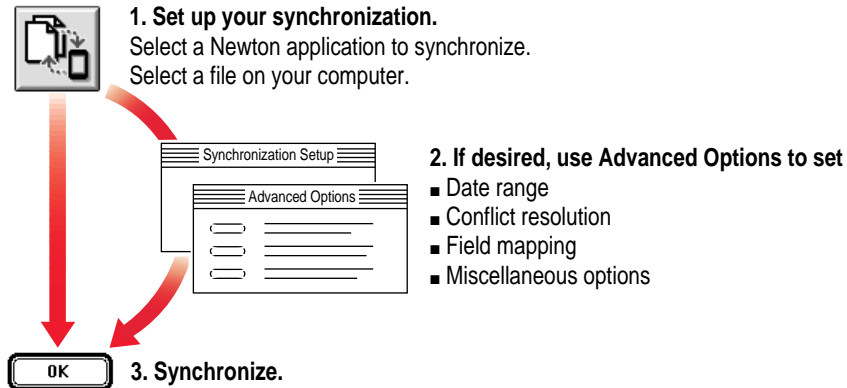 1. Set up your synchronization.
Select a Newton application to synchronize.
Select a file on your computer.
Synchronization Setup
Advanced Options
2. If desired, use Advanced Options to set
■ Date range
■ Conflict resolution
■ Field mapping
■ Miscellaneous options
OK
3. Synchronize.